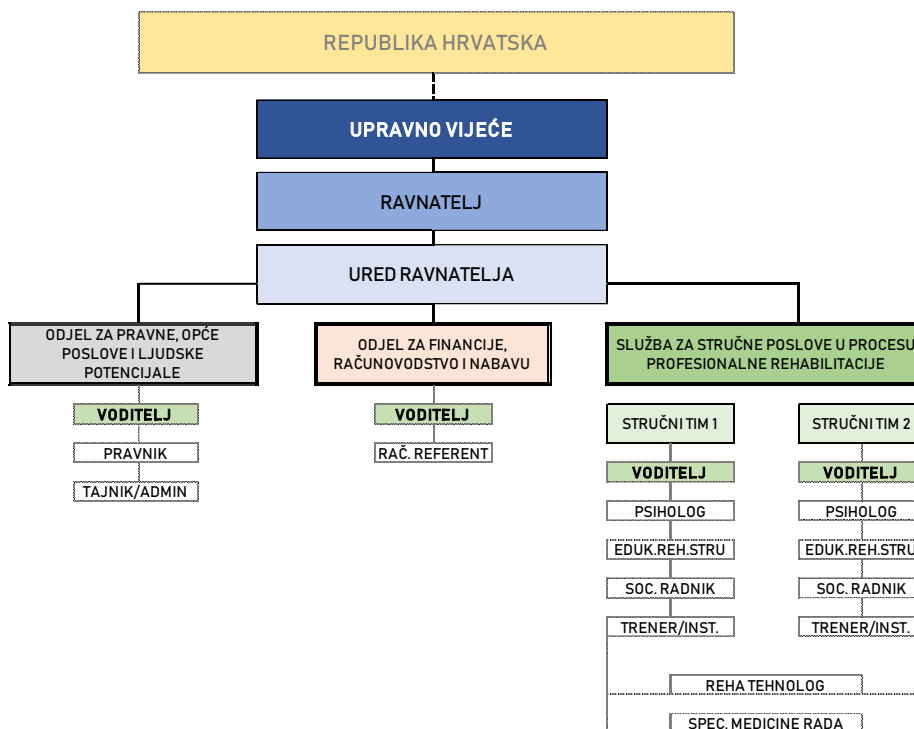 REPUBLIKA HRVATSKA
UPRAVNO VIJEĆE
RAVNATELJ
URED RAVNATELJA
ODJEL ZA PRAVNE, OPĆE
POSLOVE I LJUDSKE
POTENCIJALE
VODITELJ
PRAVNIK
TAJNIK/ADMIN
ODJEL ZA FINANCIJE,
RAČUNOVODSTVO I NABAVU
VODITELJ
RAČ. REFERENT
SLUŽBA ZA STRUČNE POSLOVE U PROCESU
PROFESIONALNE REHABILITACIJE
STRUČNI TIM 1
VODITELJ
PSIHOLOG
EDUK.REH.STRU
SOC. RADNIK
TRENER/INST.
STRUČNI TIM 2
VODITELJ
PSIHOLOG
EDUK.REH.STRU
SOC. RADNIK
TRENER/INST.
REHA TEHNOLOG
SPEC. MEDICINE RADA